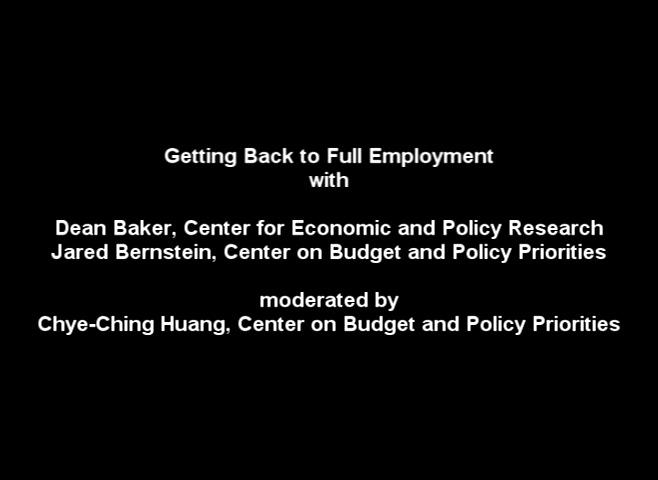 Getting Back to Full Employment
with
Dean Baker, Center for Economic and Policy Research
Jared Bernstein, Center on Budget and Policy Priorities
moderated by
Chye-Ching Huang, Center on Budget and Policy Priorities